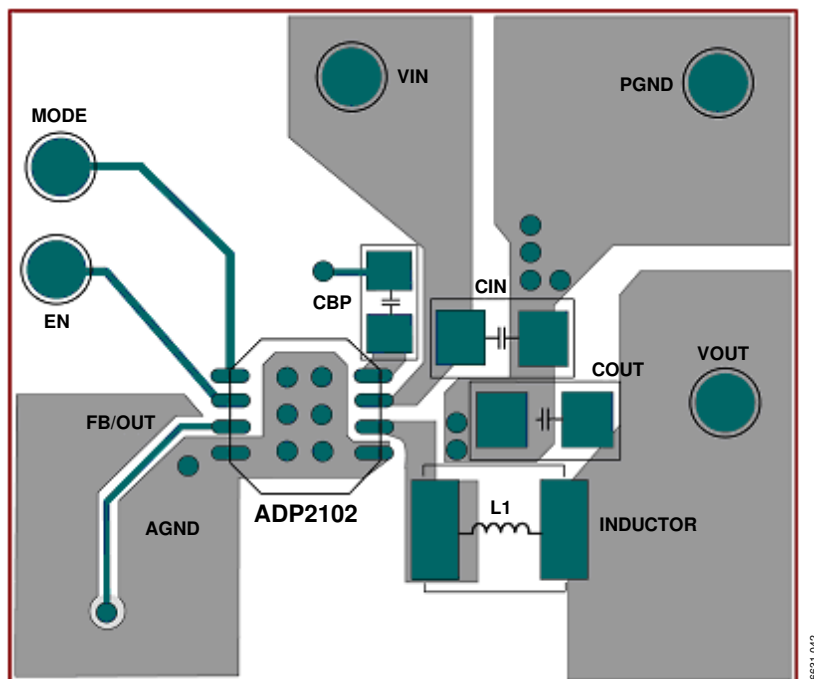 VIN
PGND
MODE
EN
CBP
CIN
COUT
VOUT
FB/OUT
ADP2102
L1
INDUCTOR
AGND